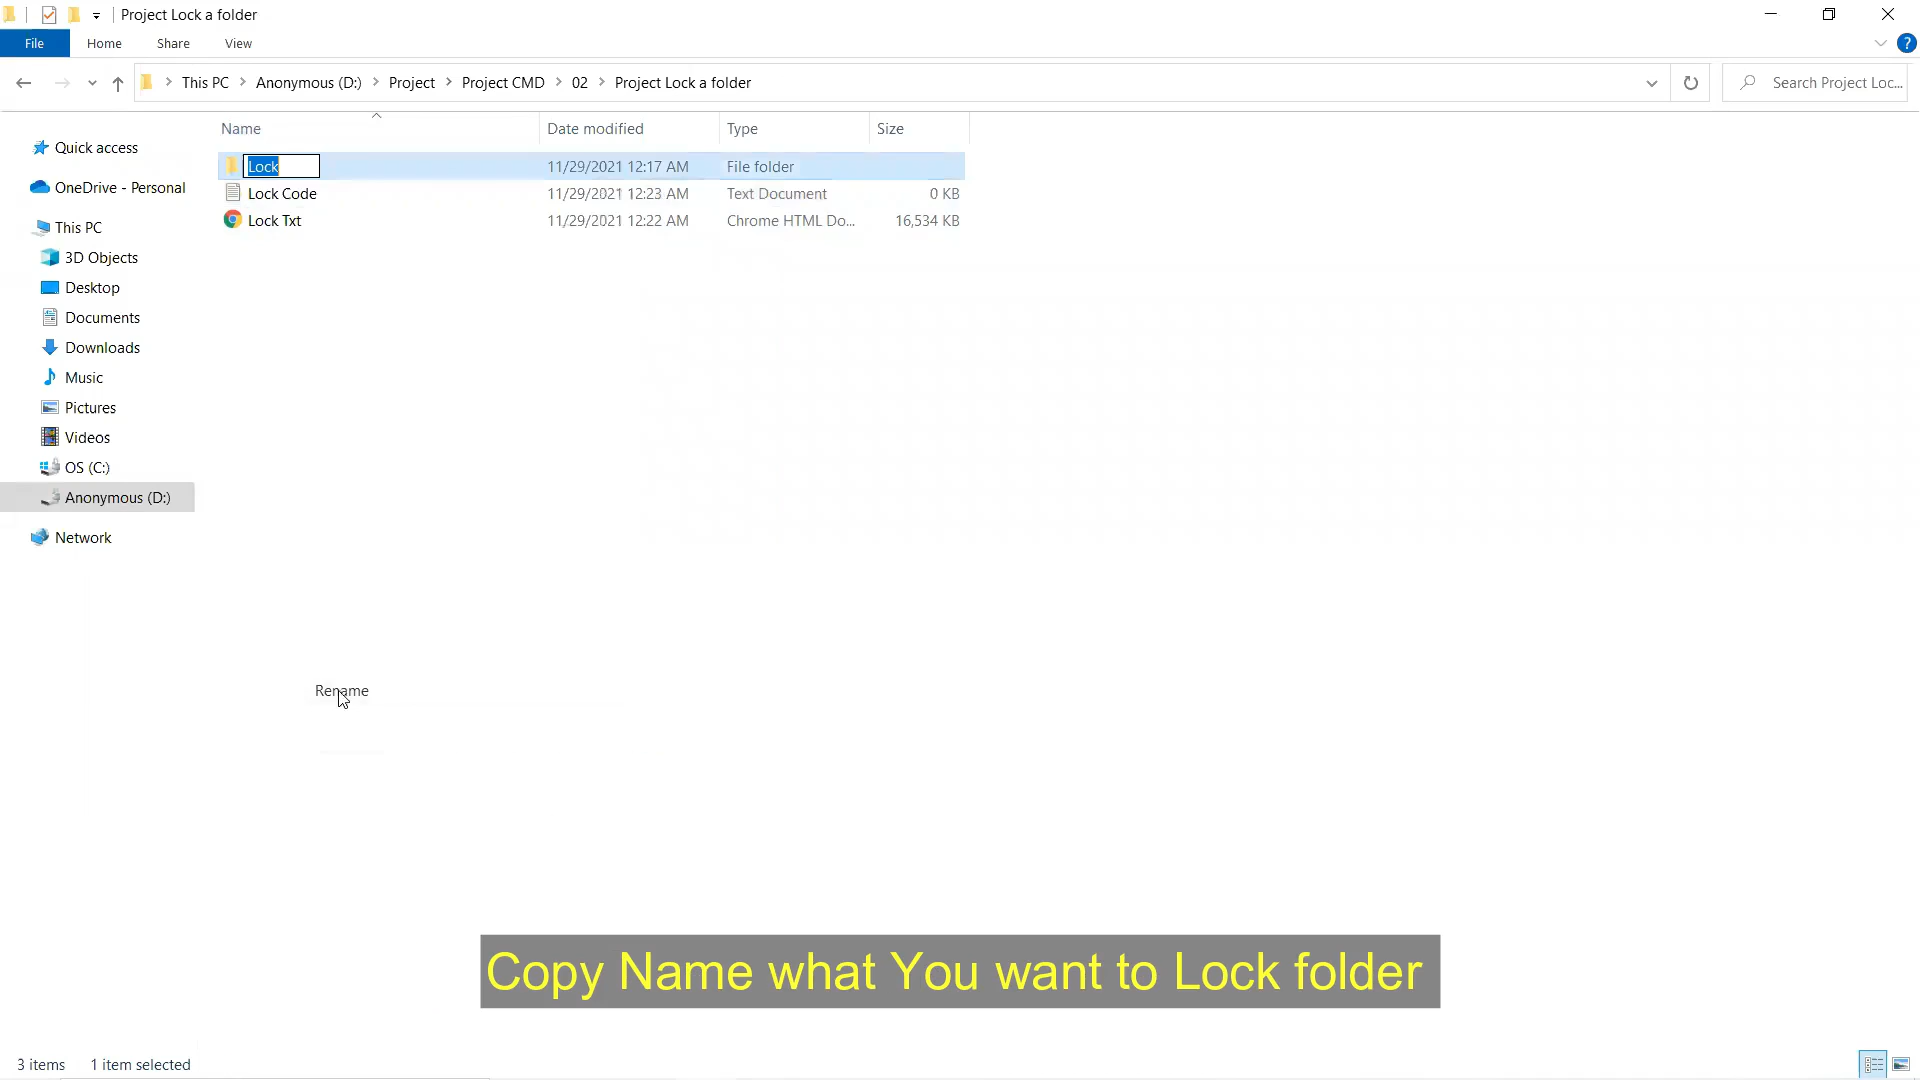 Project Lock a folder
File Home Share View
This PC Anonymous (D:) Project Project CMD 02 Project Lock a folder
Search Project Loc...
Name Date modified Type Size
Lock 11/29/2021 12:17 AM File folder
Lock Code 11/29/2021 12:23 AM Text Document 0 KB
Lock Txt 11/29/2021 12:22 AM Chrome HTML Do... 16,534 KB
Quick access
OneDrive - Personal
This PC
3D Objects
Desktop
Documents
Downloads
Music
Pictures
Videos
OS (C:)
Anonymous (D:)
Network
Rename
Copy Name what You want to Lock folder
3 items 1 item selected